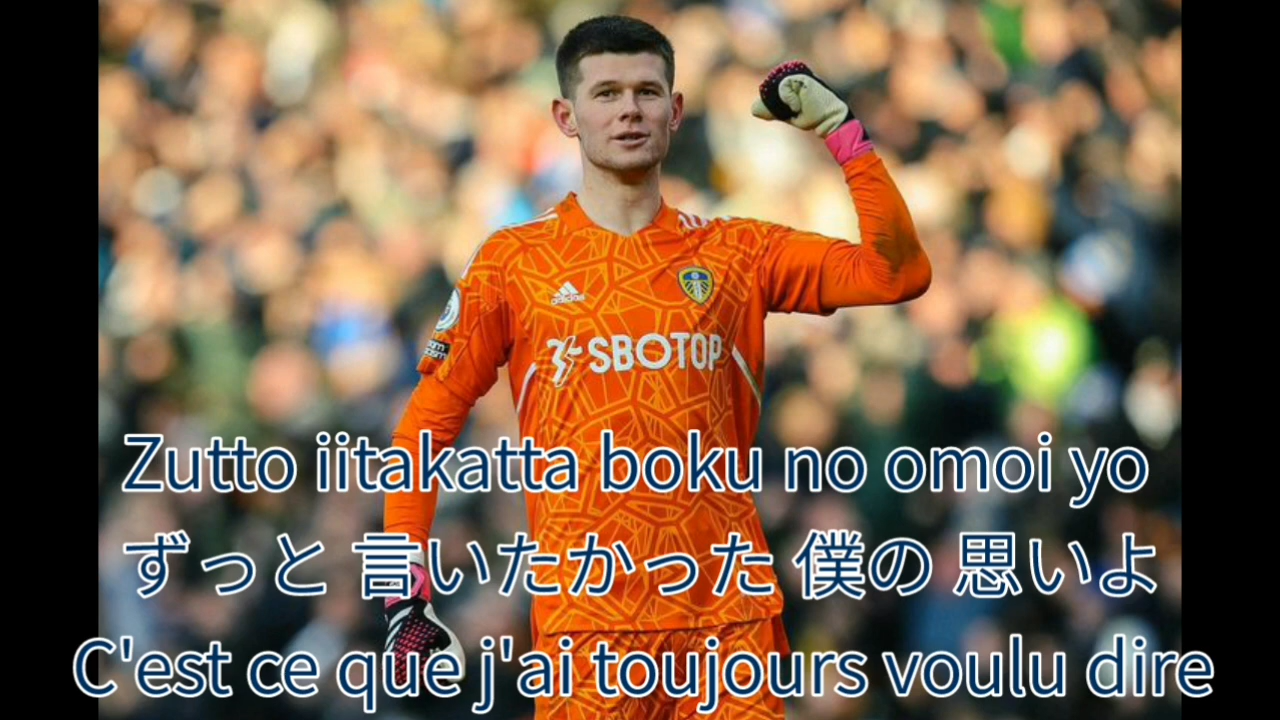 adidas
SBOTOP
Zutto iitakatta boku no omoi yo
ずっと 言いたかった 僕の 思いよ
C'est ce que j'ai toujours voulu dire